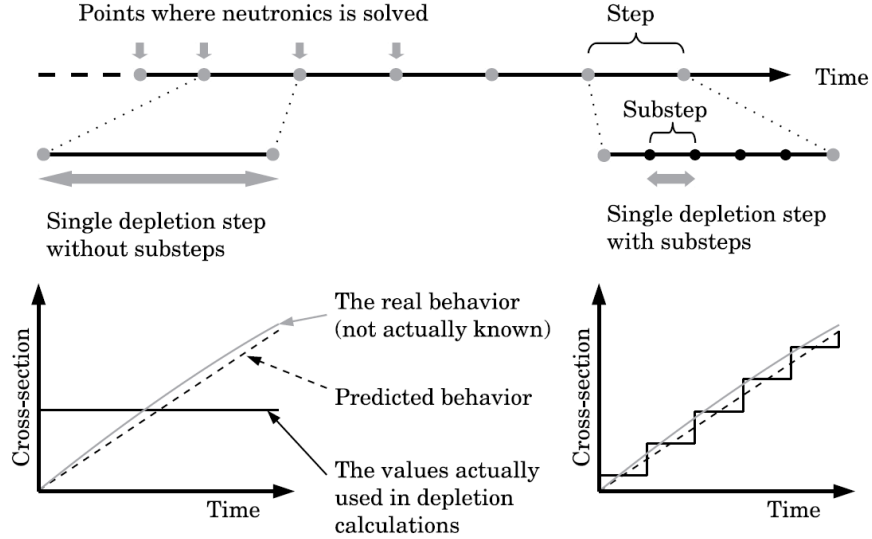 Points where neutronics is solved
Step
Time
Substep
Single depletion step
without substeps
Single depletion step
with substeps
Cross-section
The real behavior
(not actually known)
Predicted behavior
The values actually
used in depletion
calculations
Time
Cross-section
Time